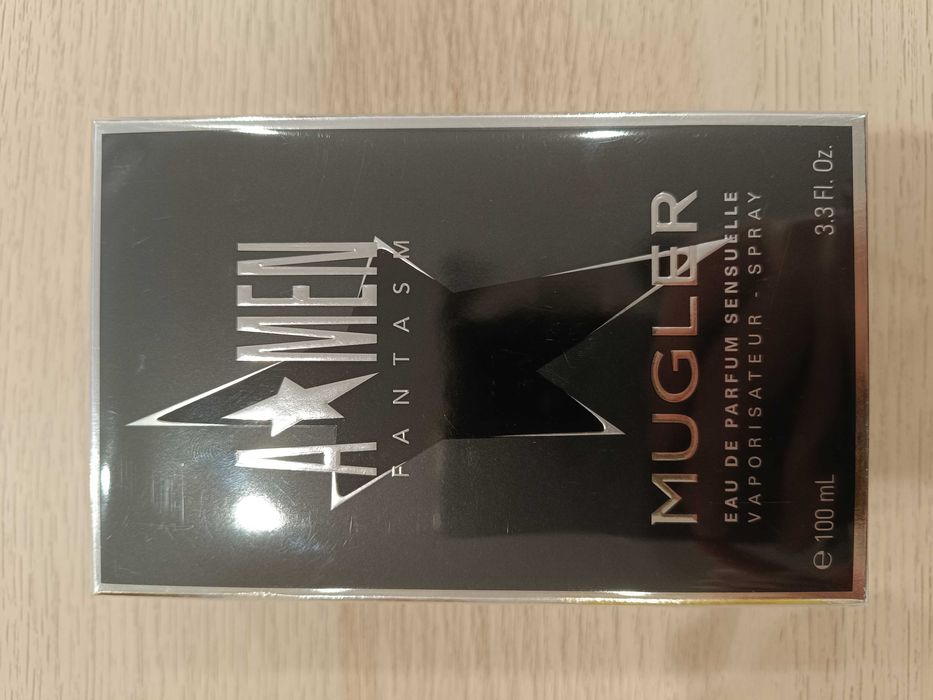 A★MEN
FANTASM
MUGLER
EAU DE PARFUM SENSUELLE
VAPORISATEUR - SPRAY
℮ 100 mL 3.3 Fl. Oz.